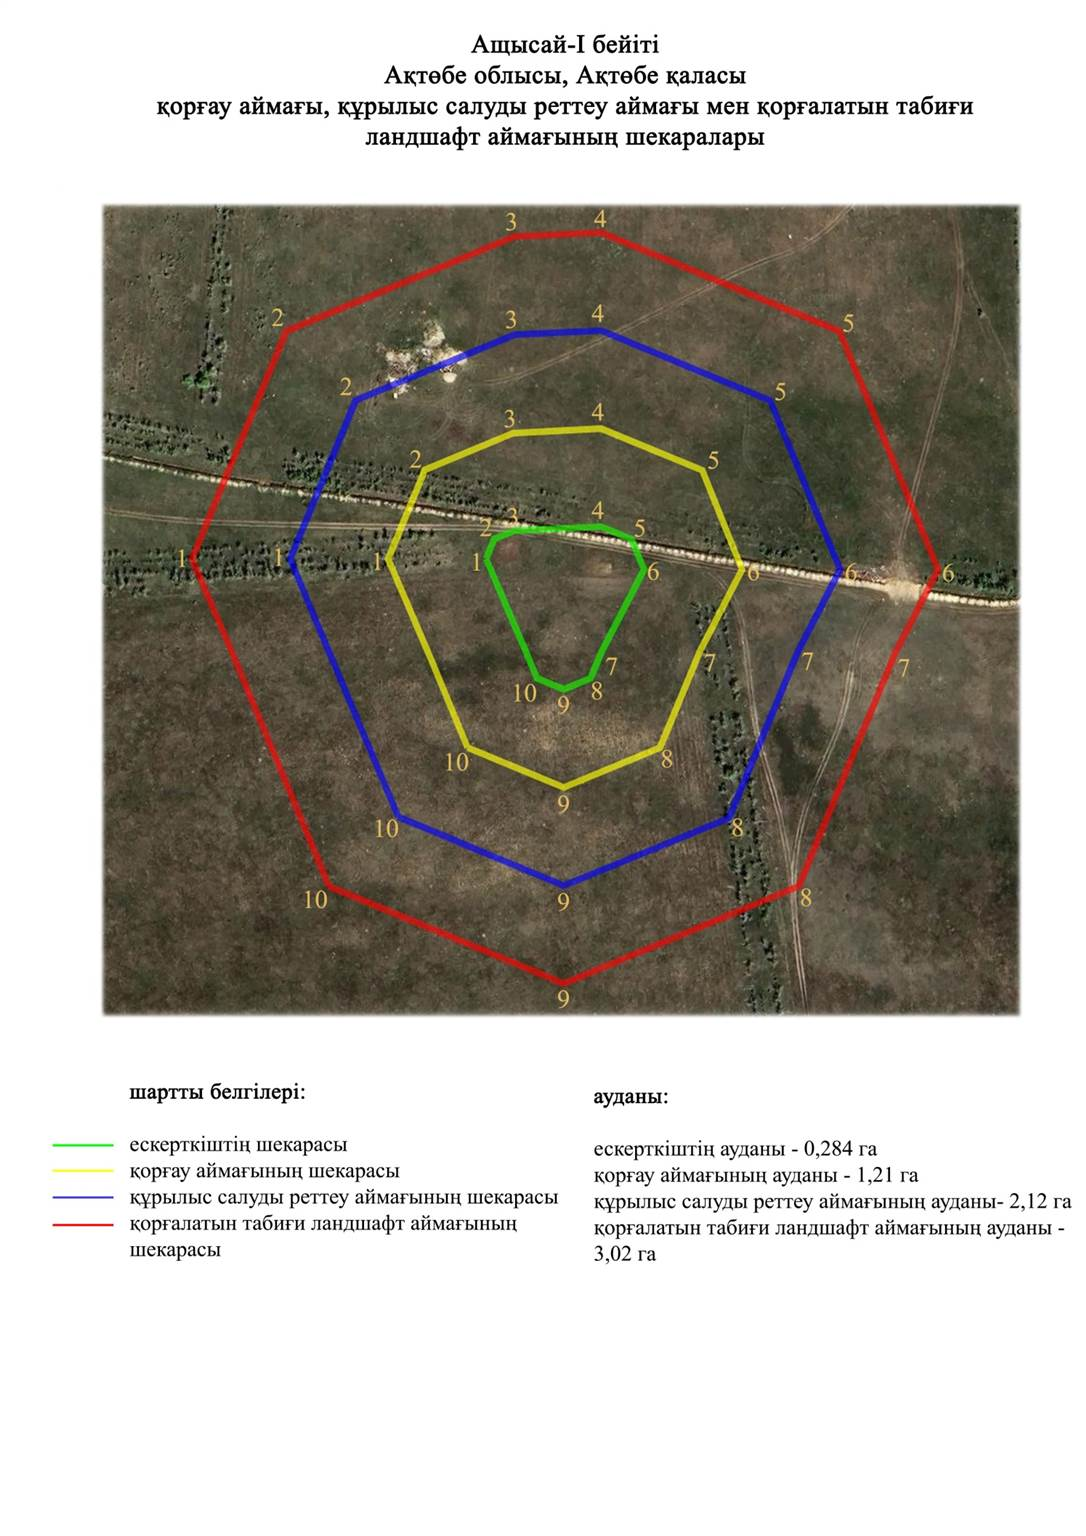 Ащысай-I бейіті
Ақтөбе облысы, Ақтөбе қаласы
қорғау аймағы, құрылыс салуды реттеу аймағы мен қорғалатын табиғи
ландшафт аймағының шекаралары
3 4
2 5
3 4
2 5
3 4
2 5
4
2 3 5
1 1 1 1 6 6 6 6
7 7 7 7
10 8
9
10 8
9
10 8
9
10 8
9
шартты белгілері:
ескерткіштің шекарасы
қорғау аймағының шекарасы
құрылыс салуды реттеу аймағының шекарасы
қорғалатын табиғи ландшафт аймағының
шекарасы
ауданы:
ескерткіштің ауданы - 0,284 га
қорғау аймағының ауданы - 1,21 га
құрылыс салуды реттеу аймағының ауданы- 2,12 га
қорғалатын табиғи ландшафт аймағының ауданы -
3,02 га